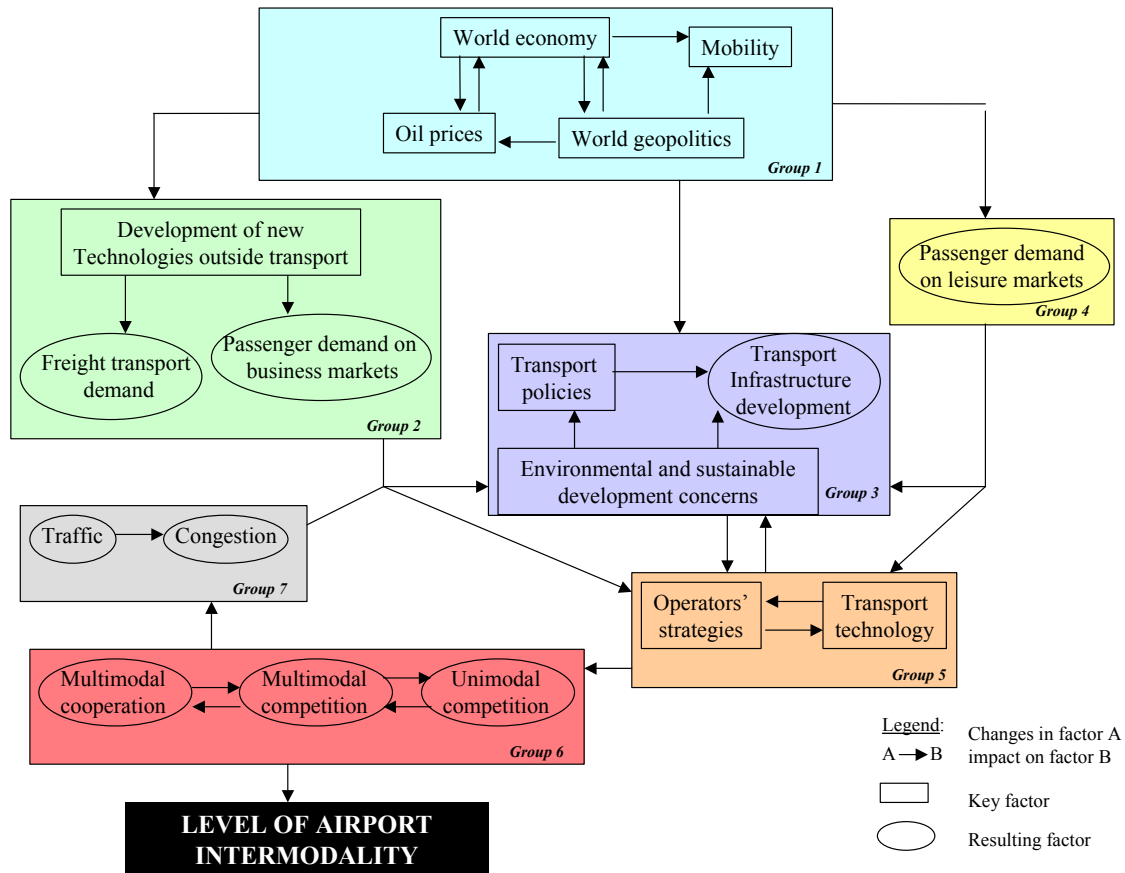 World economy
Mobility
Oil prices
World geopolitics
Group 1
Development of new
Technologies outside transport
Freight transport
demand
Passenger demand on
business markets
Group 2
Passenger demand
on leisure markets
Group 4
Transport
policies
Transport
Infrastructure
development
Environmental and sustainable
development concerns
Group 3
Traffic
Congestion
Group 7
Operators’
strategies
Transport
technology
Group 5
Multimodal
cooperation
Multimodal
competition
Unimodal
competition
Group 6
LEVEL OF AIRPORT
INTERMODALITY
Legend:
A B
Changes in factor A
impact on factor B
Key factor
Resulting factor